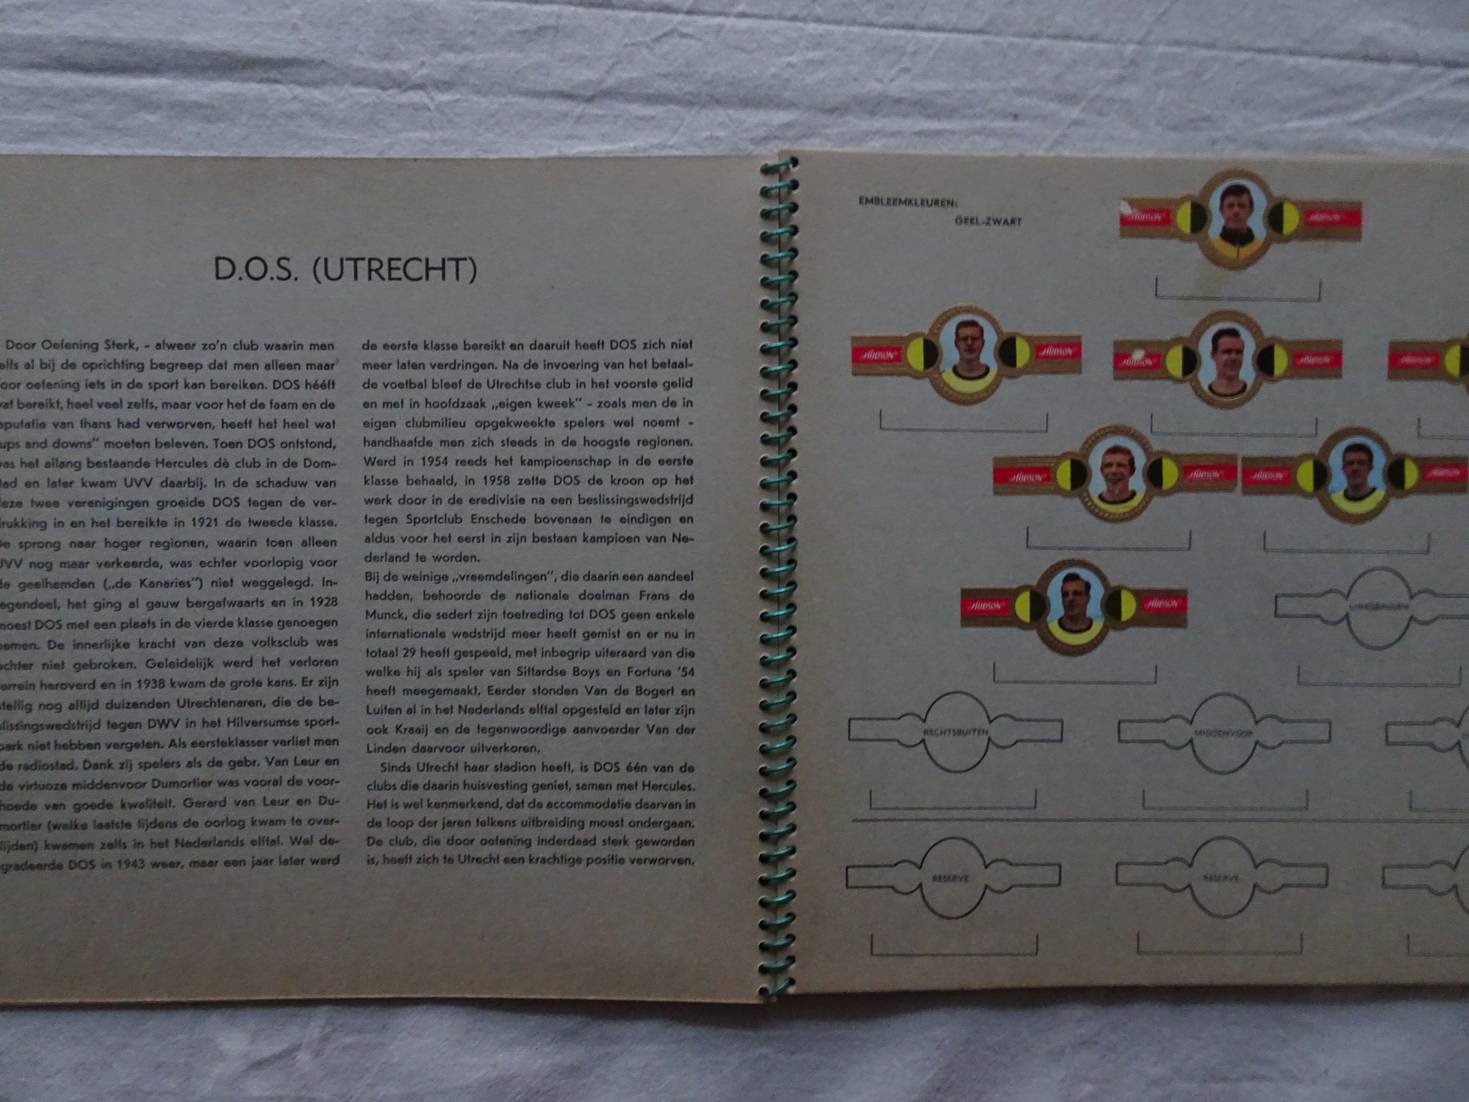 D.O.S. (UTRECHT)
Door Oefening Sterk, - alweer zo'n club waarin men
elfs al bij de oprichting begreep dat men alleen maar
oor oefening iets in de sport kan bereiken. DOS hééft
at bereikt, heel veel zelfs, maar voor het de faam en de
eputatie van thans had verworven, heeft het heel wat
ups and downs" moeten beleven. Toen DOS ontstond,
as het allang bestaande Hercules dè club in de Dom-
tad en later kwam UVV daarbij. In de schaduw van
eze twee verenigingen groeide DOS tegen de ver-
rukking in en het bereikte in 1921 de tweede klasse.
e sprong naar hoger regionen, waarin toen alleen
UVV nog maar verkeerde, was echter voorlopig voor
de geelhemden („de Kanaries") niet weggelegd. In-
egendeel, het ging al gauw bergafwaarts en in 1928
moest DOS met een plaats in de vierde klasse genoegen
nemen. De innerlijke kracht van deze volksclub was
echter niet gebroken. Geleidelijk werd het verloren
terrein heroverd en in 1938 kwam de grote kans. Er zijn
stellig nog altijd duizenden Utrechtenaren, die de be-
slissingswedstrijd tegen DWV in het Hilversumse sport-
park niet hebben vergeten. Als eersteklasser verliet men
de radiostad. Dank zij spelers als de gebr. Van Leur en
de virtuoze middenvoor Dumortier was vooral de voor-
hoede van goede kwaliteit. Gerard van Leur en Du-
mortier (welke laatste tijdens de oorlog kwam te over-
lijden) kwamen zelfs in het Nederlands elftal. Wel de-
gradeerde DOS in 1943 weer, maar een jaar later werd
de eerste klasse bereikt en daaruit heeft DOS zich niet
meer laten verdringen. Na de invoering van het betaal-
de voetbal bleef de Utrechtse club in het voorste gelid
en met in hoofdzaak „eigen kweek" - zoals men de in
eigen clubmilieu opgekweekte spelers wel noemt -
handhaafde men zich steeds in de hoogste regionen.
Werd in 1954 reeds het kampioenschap in de eerste
klasse behaald, in 1958 zette DOS de kroon op het
werk door in de eredivisie na een beslissingswedstrijd
tegen Sportclub Enschede bovenaan te eindigen en
aldus voor het eerst in zijn bestaan kampioen van Ne-
derland te worden.
Bij de weinige „vreemdelingen", die daarin een aandeel
hadden, behoorde de nationale doelman Frans de
Munck, die sedert zijn toetreding tot DOS geen enkele
internationale wedstrijd meer heeft gemist en er nu in
totaal 29 heeft gespeeld, met inbegrip uiteraard van die
welke hij als speler van Sittardse Boys en Fortuna '54
heeft meegemaakt. Eerder stonden Van de Bogert en
Luiten al in het Nederlands elftal opgesteld en later zijn
ook Kraaij en de tegenwoordige aanvoerder Van der
Linden daarvoor uitverkoren.
Sinds Utrecht haar stadion heeft, is DOS één van de
clubs die daarin huisvesting geniet, samen met Hercules.
Het is wel kenmerkend, dat de accommodatie daarvan in
de loop der jaren telkens uitbreiding moest ondergaan.
De club, die door oefening inderdaad sterk geworden
is, heeft zich te Utrecht een krachtige positie verworven.
EMBLEEMKLEUREN:
GEEL-ZWART
HUDSON HUDSON
HUDSON HUDSON HUDSON HUDSON
HUDSON HUDSON HUDSON HUDSON
HUDSON HUDSON
LINKSBINNEN
RECHTSBUITEN MIDDENVOOR
RESERVE RESERVE